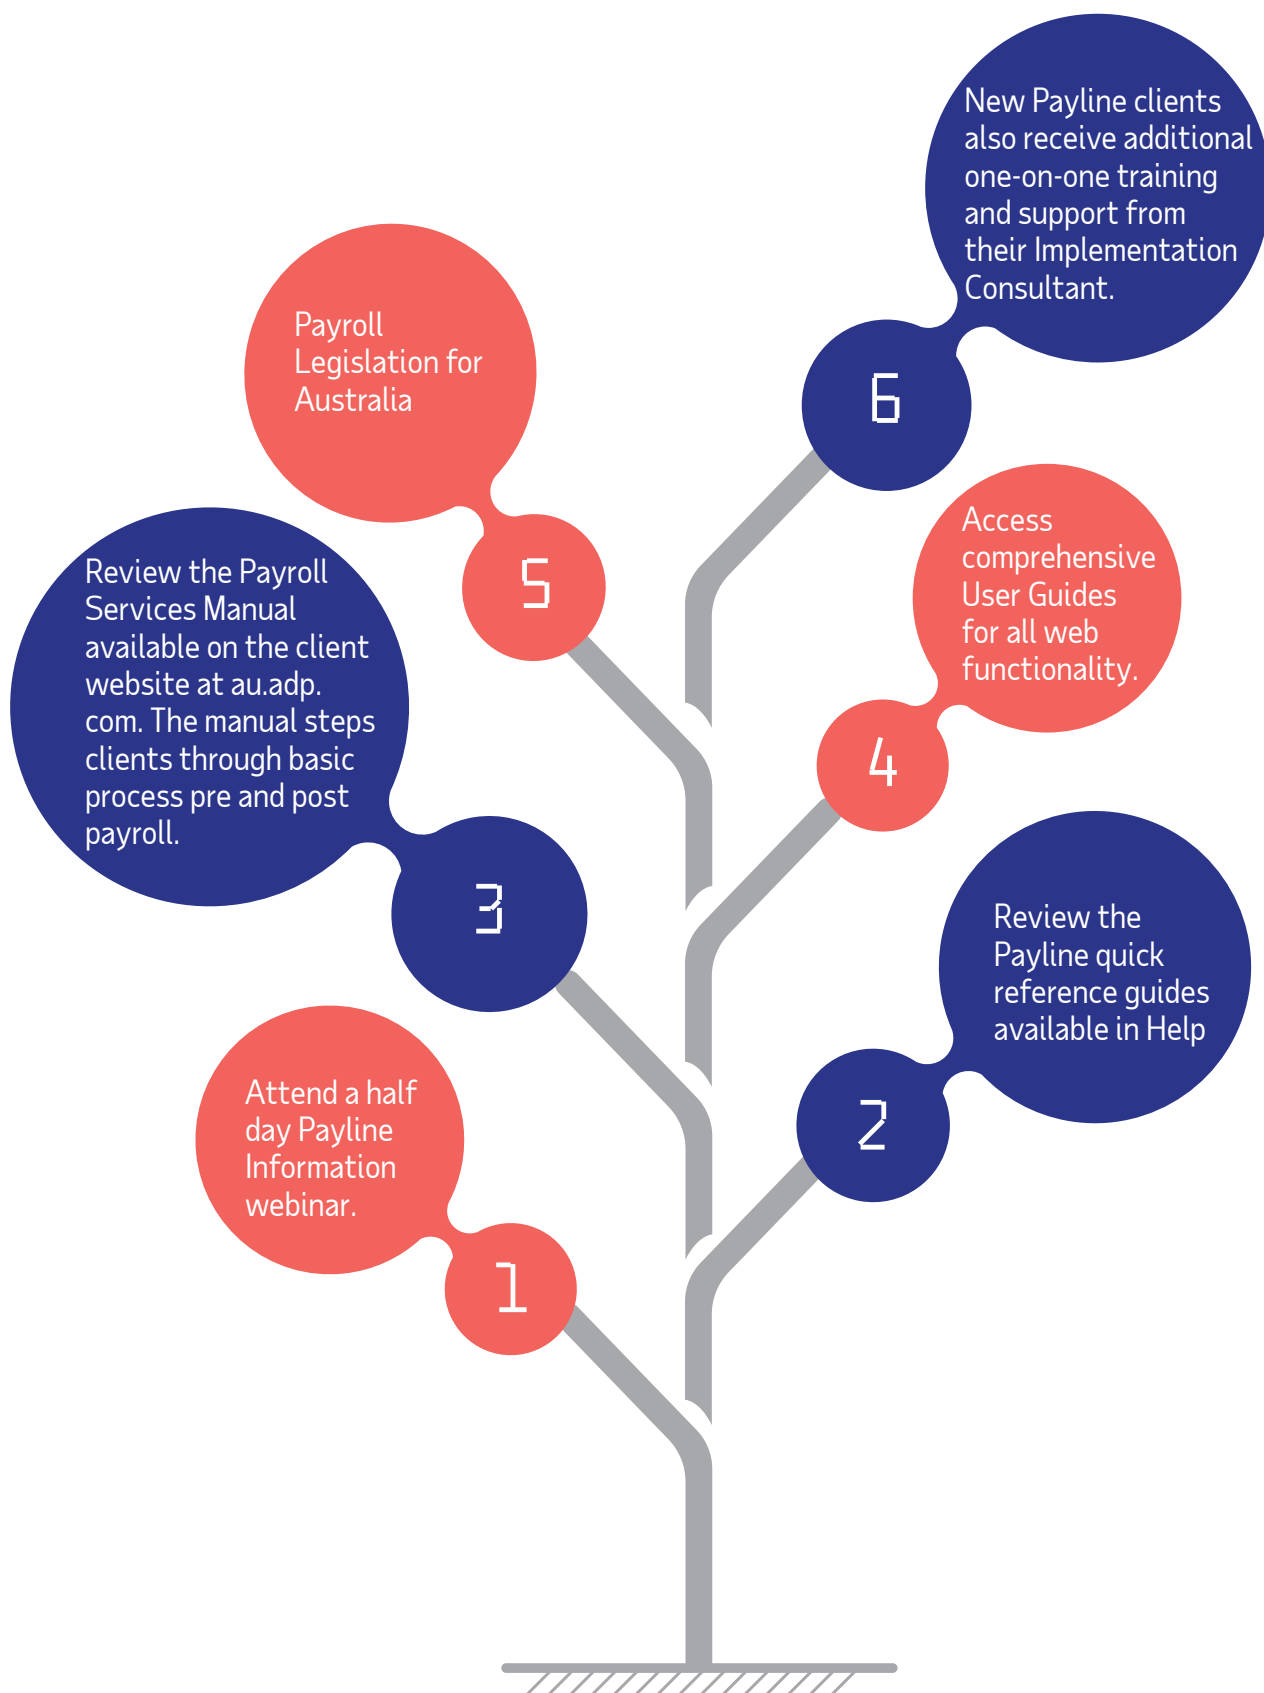 New Payline clients
also receive additional
one-on-one training
and support from
their Implementation
Consultant.
6
Payroll
Legislation for
Australia
5
Access
comprehensive
User Guides
for all web
functionality.
4
Review the Payroll
Services Manual
available on the client
website at au.adp.
com. The manual steps
clients through basic
process pre and post
payroll.
3
Review the
Payline quick
reference guides
available in Help
2
Attend a half
day Payline
Information
webinar.
1